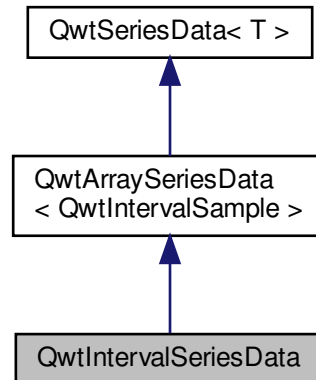 QwtSeriesData< T >
QwtArraySeriesData
< QwtIntervalSample >
QwtIntervalSeriesData